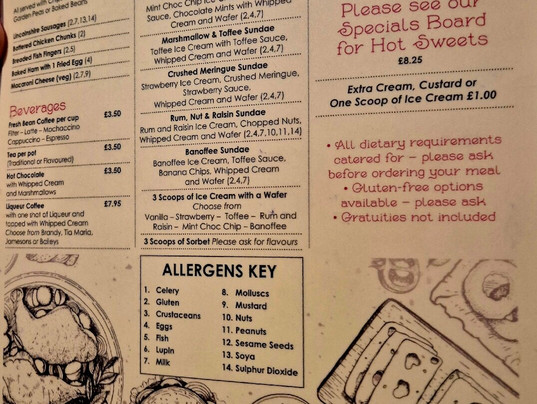 All served with Ch
Garden Peas or Baked Beans
Lincolnshire Sausages (2,7,13,14)
Battered Chicken Chunks (2)
Breaded Fish Fingers (2,5)
Baked Ham with 1 Fried Egg (4)
Macaroni Cheese (veg) (2,7,9)
Beverages
Fresh Bean Coffee per cup £3.50
Filter – Latte – Machaccino
Cappuccino – Espresso
Tea per pot £3.50
(Traditional or Flavoured)
Hot Chocolate £3.50
with Whipped Cream
and Marshmallows
Liqueur Coffee £7.95
with one shot of Liqueur and
topped with Whipped Cream
Choose from Brandy, Tia Maria,
Jamesons or Baileys
Mint Choc Chip Ice C
Sauce, Chocolate Mints with Whipped
Cream and Wafer (2,4,7)
Marshmallow & Toffee Sundae
Toffee Ice Cream with Toffee Sauce,
Whipped Cream and Wafer (2,4,7)
Crushed Meringue Sundae
Strawberry Ice Cream, Crushed Meringue,
Strawberry Sauce,
Whipped Cream and Wafer (2,4,7)
Rum, Nut & Raisin Sundae
Rum and Raisin Ice Cream, Chopped Nuts,
Whipped Cream and Wafer (2,4,7,10,11,14)
Banoffee Sundae
Banoffee Ice Cream, Toffee Sauce,
Banana Chips, Whipped Cream
and Wafer (2,4,7)
3 Scoops of Ice Cream with a Wafer
Choose from
Vanilla – Strawberry – Toffee – Rum and
Raisin – Mint Choc Chip – Banoffee
3 Scoops of Sorbet Please ask for flavours
Please see our
Specials Board
for Hot Sweets
£8.25
Extra Cream, Custard or
One Scoop of Ice Cream £1.00
• All dietary requirements
catered for – please ask
before ordering your meal
• Gluten-free options
available – please ask
• Gratuities not included
ALLERGENS KEY
1. Celery
2. Gluten
3. Crustaceans
4. Eggs
5. Fish
6. Lupin
7. Milk
8. Molluscs
9. Mustard
10. Nuts
11. Peanuts
12. Sesame Seeds
13. Soya
14. Sulphur Dioxide